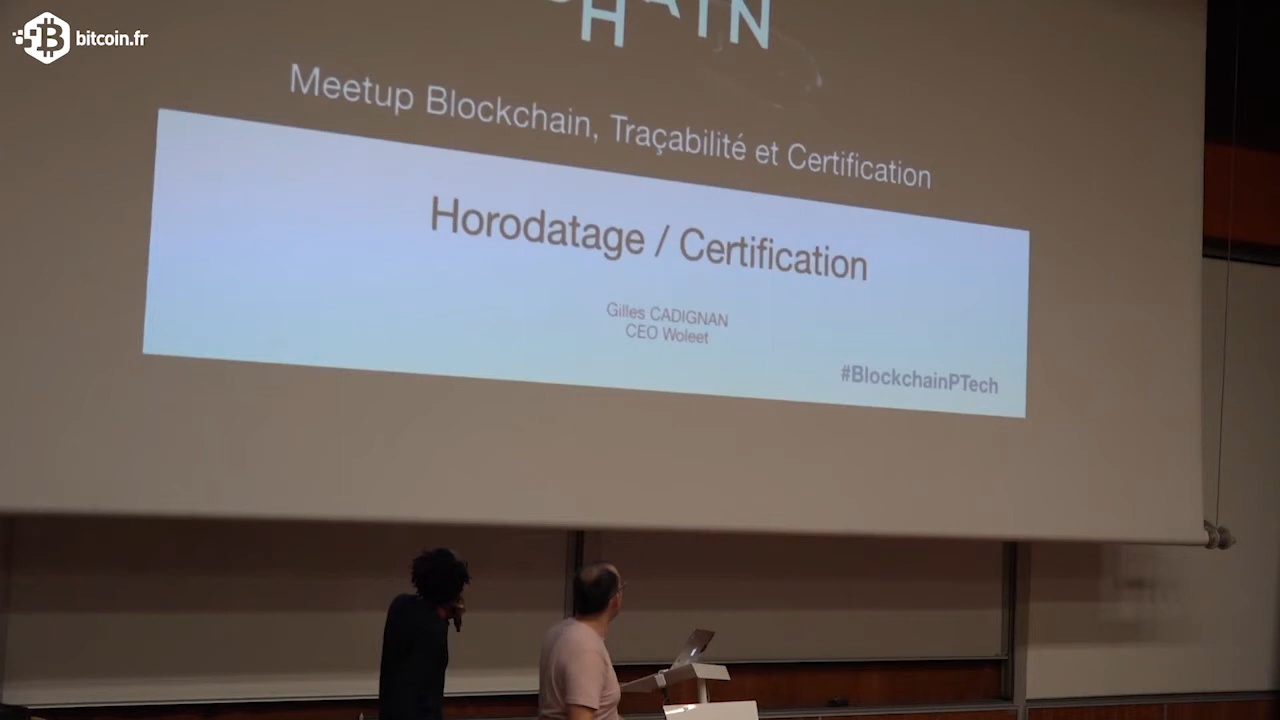 bitcoin.fr
Meetup Blockchain, Traçabilité et Certification
Horodatage / Certification
Gilles CADIGNAN
CEO Woleet
#BlockchainPTech